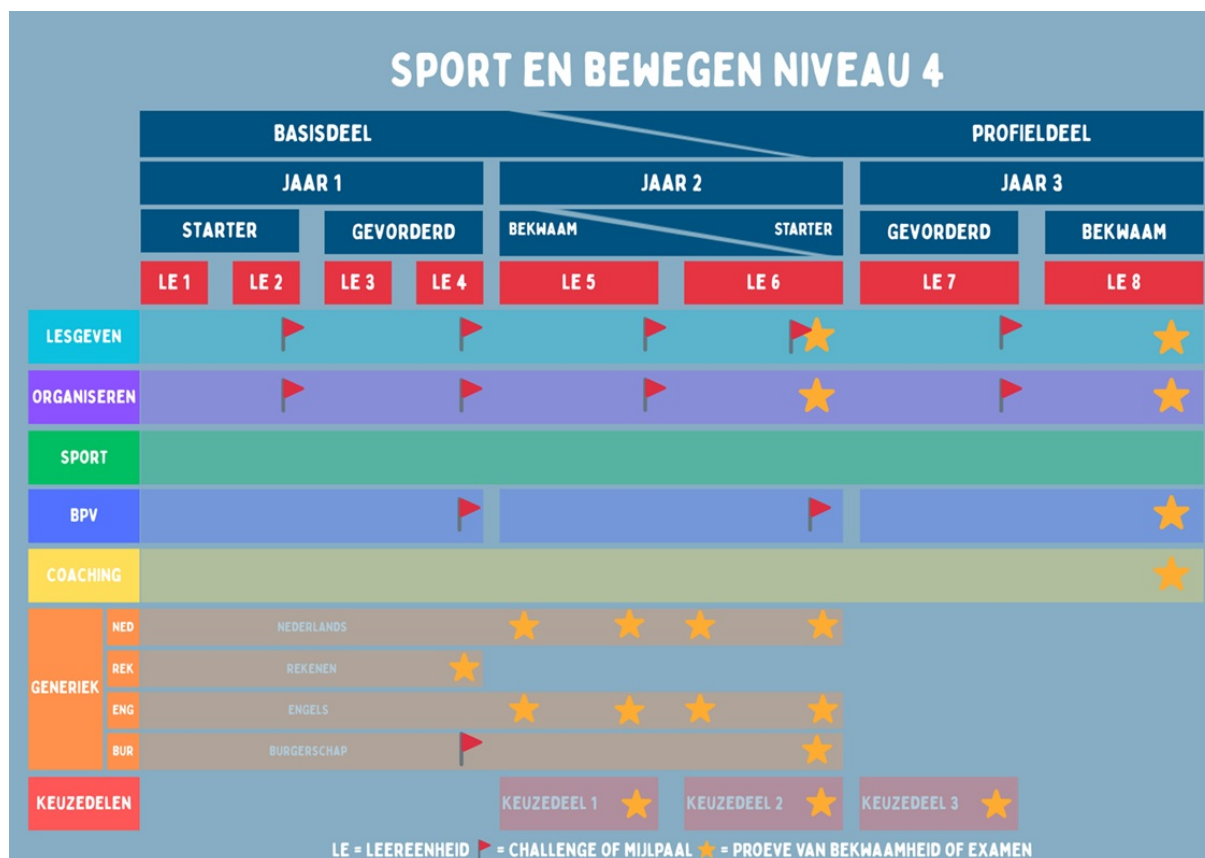 SPORT EN BEWEGEN NIVEAU 4
BASISDEEL PROFIELDEEL
JAAR 1 JAAR 2 JAAR 3
STARTER GEVORDERD BEKWAAM STARTER GEVORDERD BEKWAAM
LE 1 LE 2 LE 3 LE 4 LE 5 LE 6 LE 7 LE 8
LESGEVEN
ORGANISEREN
SPORT
BPV
COACHING
GENERIEK
NED NEDERLANDS
REK REKENEN
ENG ENGELS
BUR BURGERSCHAP
KEUZEDELEN KEUZEDEEL 1 KEUZEDEEL 2 KEUZEDEEL 3
LE = LEEREENHEID = CHALLENGE OF MIJLPAAL = PROEVE VAN BEKWAAMHEID OF EXAMEN